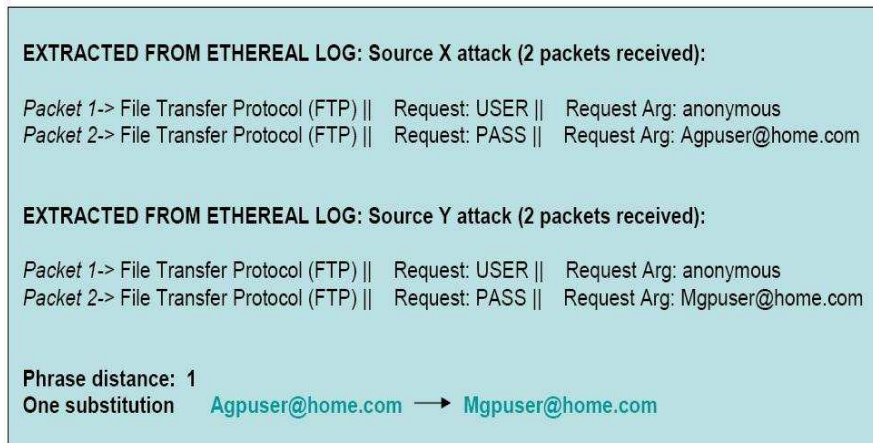 EXTRACTED FROM ETHEREAL LOG: Source X attack (2 packets received):
Packet 1-> File Transfer Protocol (FTP) || Request: USER || Request Arg: anonymous
Packet 2-> File Transfer Protocol (FTP) || Request: PASS || Request Arg: Agpuser@home.com
EXTRACTED FROM ETHEREAL LOG: Source Y attack (2 packets received):
Packet 1-> File Transfer Protocol (FTP) || Request: USER || Request Arg: anonymous
Packet 2-> File Transfer Protocol (FTP) || Request: PASS || Request Arg: Mgpuser@home.com
Phrase distance: 1
One substitution Agpuser@home.com → Mgpuser@home.com